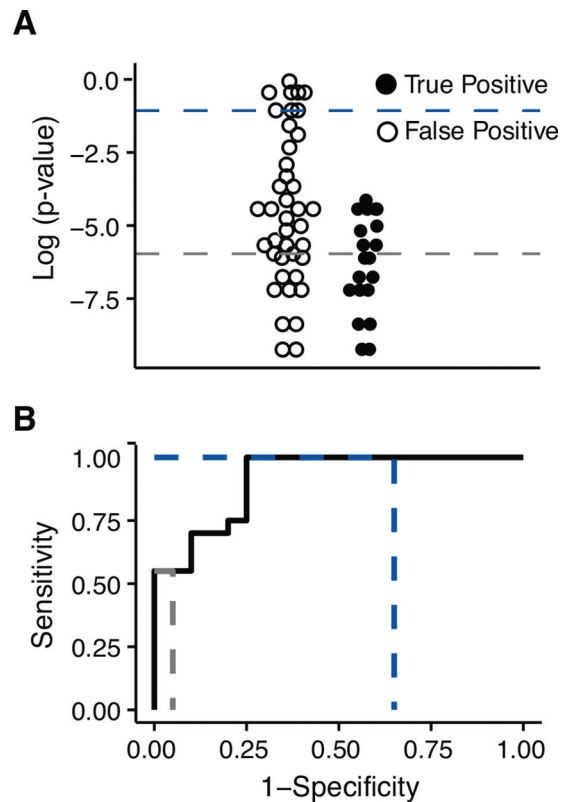 A
0.0
−2.5
−5.0
−7.5
Log (p-value)
True Positive
False Positive
B
1.00
0.75
0.50
0.25
0.00
Sensitivity
0.00 0.25 0.50 0.75 1.00
1−Specificity